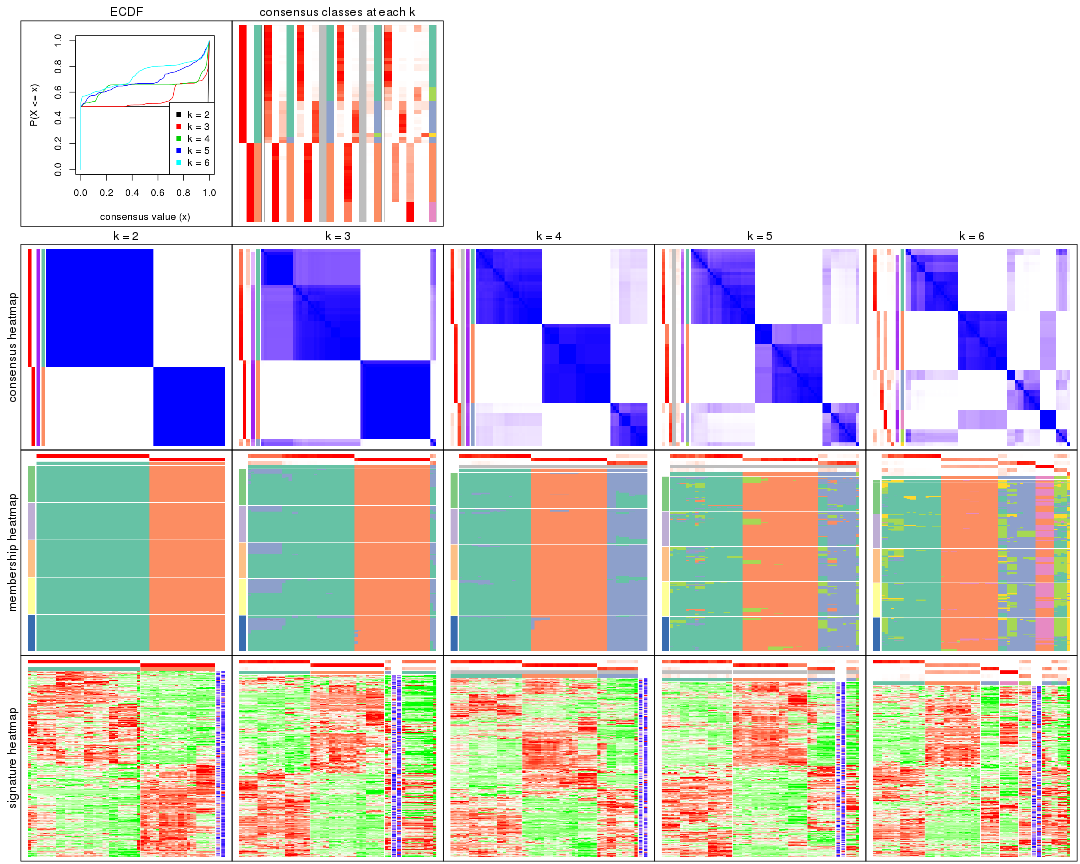 ECDF
consensus classes at each k
P(X <= x)
1.0
0.8
0.6
0.4
0.2
0.0
k = 2
k = 3
k = 4
k = 5
k = 6
0.0 0.2 0.4 0.6 0.8 1.0
consensus value (x)
k = 2
k = 3
k = 4
k = 5
k = 6
consensus heatmap
membership heatmap
signature heatmap